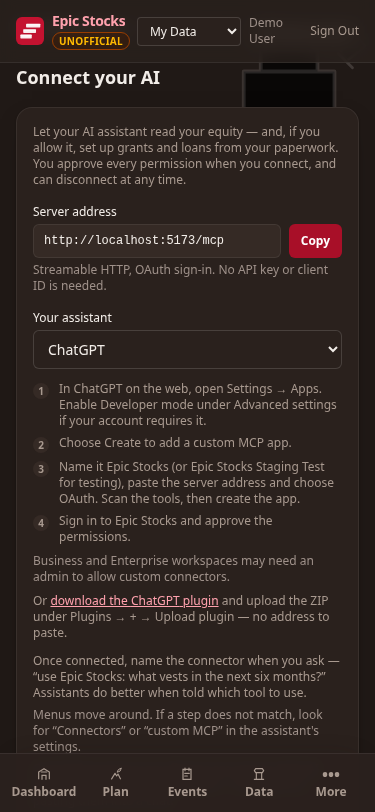 Epic Stocks
UNOFFICIAL
My Data
Demo
User
Sign Out
Connect your AI
Let your AI assistant read your equity — and, if you
allow it, set up grants and loans from your paperwork.
You approve every permission when you connect, and
can disconnect at any time.
Server address
http://localhost:5173/mcp
Copy
Streamable HTTP, OAuth sign-in. No API key or client
ID is needed.
Your assistant
ChatGPT
1 In ChatGPT on the web, open Settings → Apps.
Enable Developer mode under Advanced settings
if your account requires it.
2 Choose Create to add a custom MCP app.
3 Name it Epic Stocks (or Epic Stocks Staging Test
for testing), paste the server address and choose
OAuth. Scan the tools, then create the app.
4 Sign in to Epic Stocks and approve the
permissions.
Business and Enterprise workspaces may need an
admin to allow custom connectors.
Or download the ChatGPT plugin and upload the ZIP
under Plugins → + → Upload plugin — no address to
paste.
Once connected, name the connector when you ask —
“use Epic Stocks: what vests in the next six months?”
Assistants do better when told which tool to use.
Menus move around. If a step does not match, look
for “Connectors” or “custom MCP” in the assistant's
settings.
Dashboard
Plan
Events
Data
More